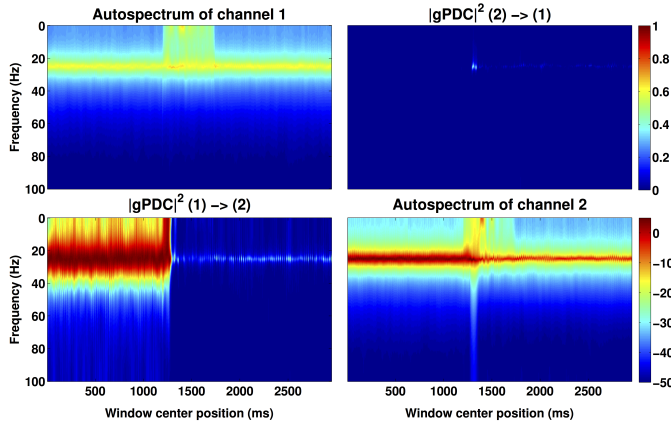 Autospectrum of channel 1
|gPDC|² (2) −> (1)
Frequency (Hz)
0
20
40
60
80
100
1
0.8
0.6
0.4
0.2
0
|gPDC|² (1) −> (2)
Autospectrum of channel 2
Frequency (Hz)
0
20
40
60
80
100
0
−10
−20
−30
−40
−50
500 1000 1500 2000 2500
500 1000 1500 2000 2500
Window center position (ms)
Window center position (ms)